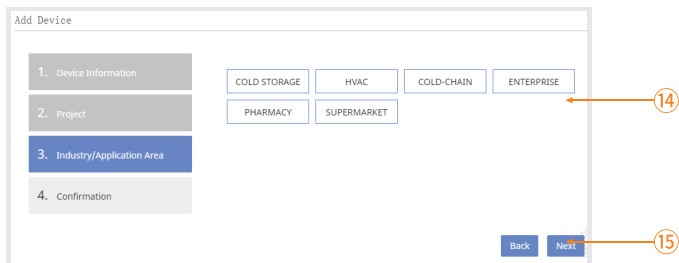 Add Device
1. Device Information
2. Project
3. Industry/Application Area
4. Confirmation
COLD STORAGE HVAC COLD-CHAIN ENTERPRISE
PHARMACY SUPERMARKET
14
Back Next
15